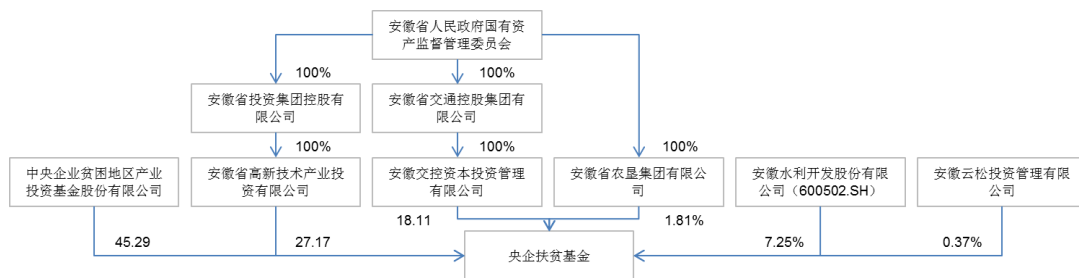 安徽省人民政府国有资
产监督管理委员会
100%
100%
安徽省投资集团控股有
限公司
安徽省交通控股集团有
限公司
100%
100%
100%
中央企业贫困地区产业
投资基金股份有限公司
安徽省高新技术产业投
资有限公司
安徽交控资本投资管理
有限公司
安徽省农垦集团有限公
司
安徽水利开发股份有限
公司（600502.SH）
安徽云松投资管理有限
公司
18.11
1.81%
45.29
27.17
央企扶贫基金
7.25%
0.37%